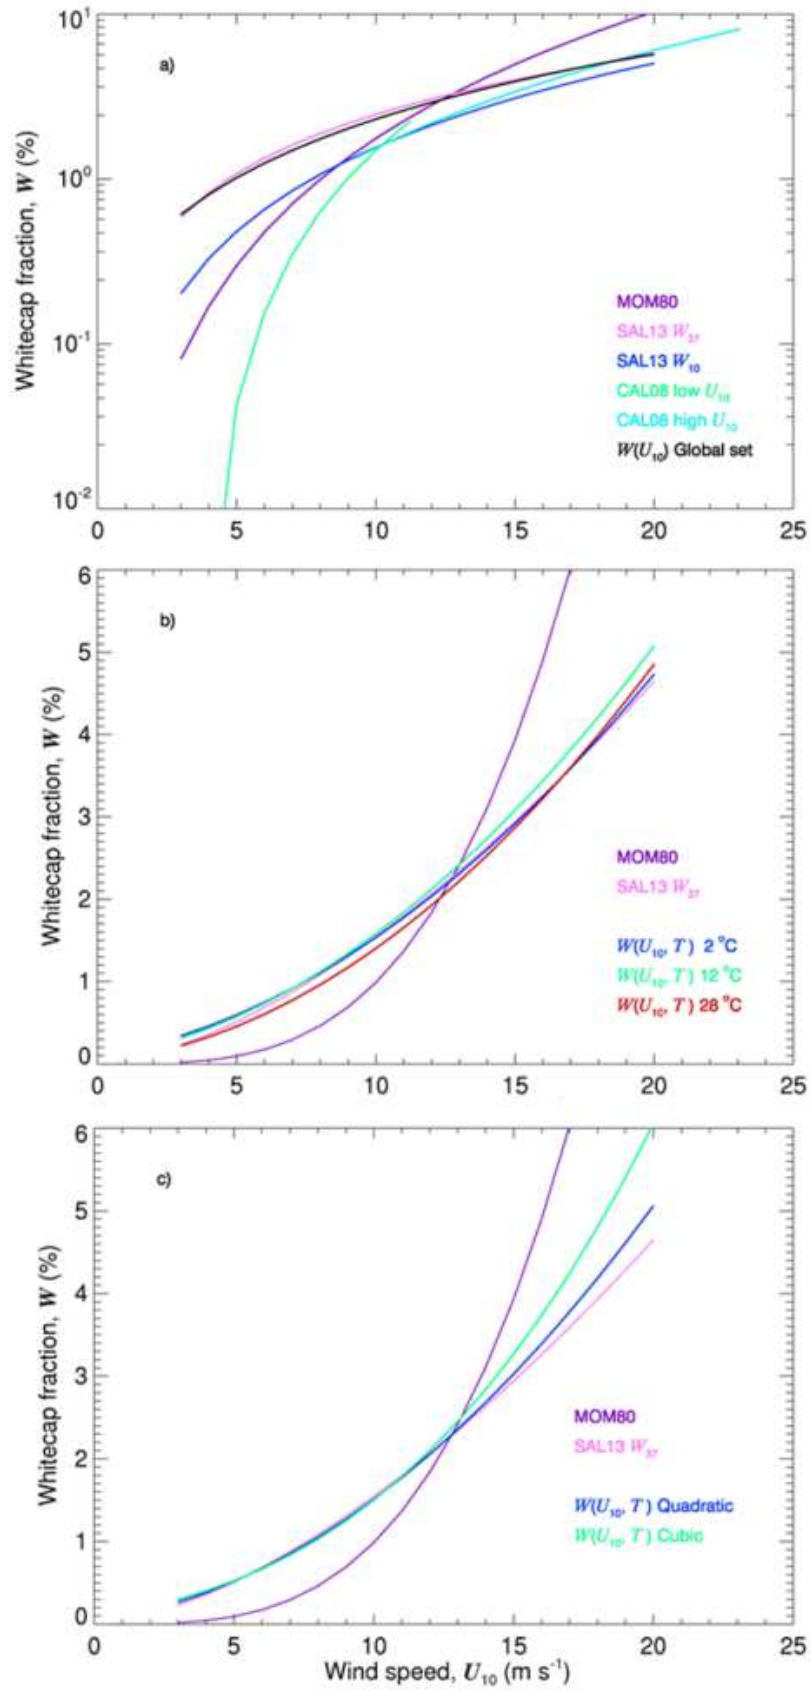 10¹
a)
Whitecap fraction, W (%)
10⁰
MOM80
SAL13 W₃₇
SAL13 W₁₀
10⁻¹
CAL08 low U₁₀
CAL08 high U₁₀
W(U₁₀) Global set
10⁻²
0 5 10 15 20 25
6
b)
5
Whitecap fraction, W (%)
4
3
MOM80
2
SAL13 W₃₇
W(U₁₀, T) 2 °C
1
W(U₁₀, T) 12 °C
W(U₁₀, T) 28 °C
0
0 5 10 15 20 25
6
c)
5
Whitecap fraction, W (%)
4
3
MOM80
2
SAL13 W₃₇
W(U₁₀, T) Quadratic
1
W(U₁₀, T) Cubic
0
0 5 10 15 20 25
Wind speed, U₁₀ (m s⁻¹)